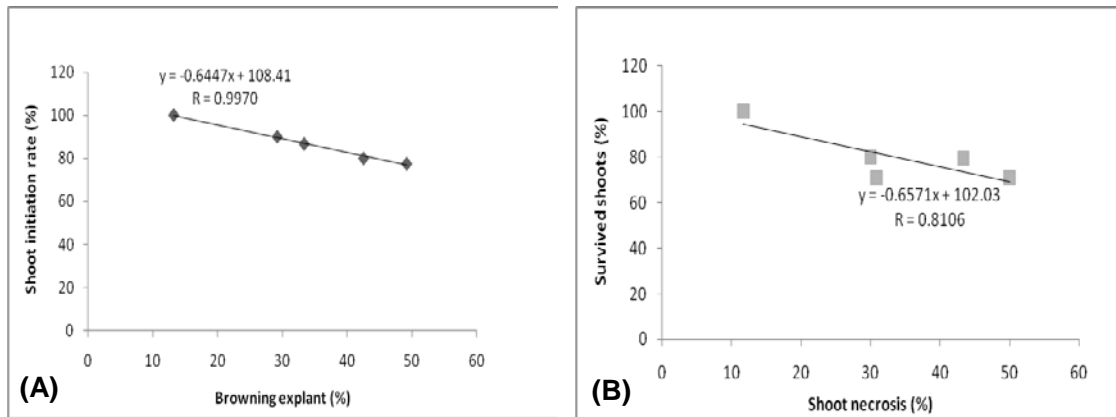 y = -0.6447x + 108.41
R = 0.9970
Shoot initiation rate (%)
120
100
80
60
40
20
0
0 10 20 30 40 50 60
Browning explant (%)
(A)
y = -0.6571x + 102.03
R = 0.8106
Survived shoots (%)
120
100
80
60
40
20
0
0 10 20 30 40 50 60
Shoot necrosis (%)
(B)